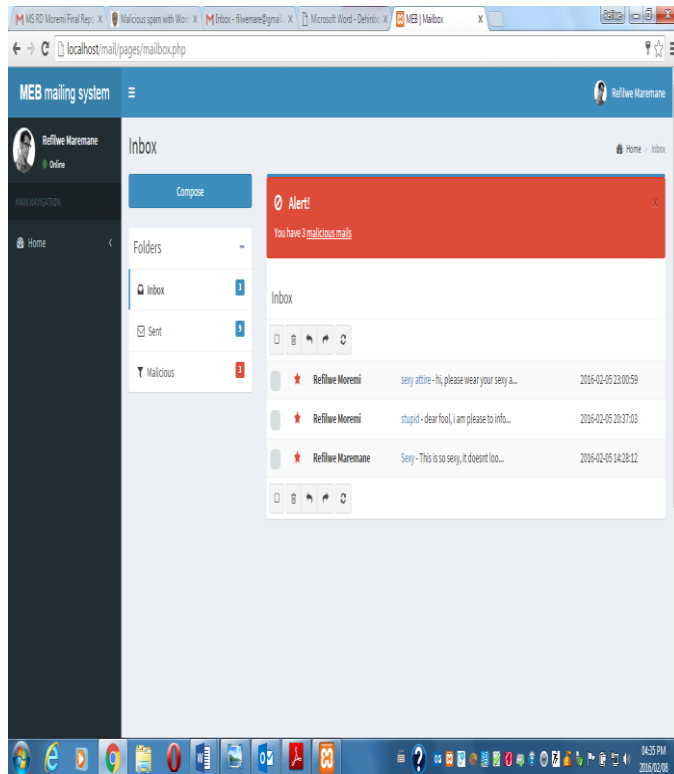 MS RD Moremi Final Rep: x
Malicious spam with Word x
Inbox - filwemare@gmail. x
Microsoft Word - Dehinbo x
MEB | Mailbox x
Refilwe
localhost/mail/pages/mailbox.php
MEB mailing system
Refilwe Maremane
Refilwe Maremane
Online
MAIN NAVIGATION
Home
Inbox
Home > Inbox
Compose
Folders
Inbox 3
Sent 9
Malicious 3
Alert! x
You have 3 malicious mails
Inbox
Refilwe Moremi sexy attire - hi, please wear your sexy a... 2016-02-05 23:00:59
Refilwe Moremi stupid - dear fool, i am please to info... 2016-02-05 20:37:03
Refilwe Maremane Sexy - This is so sexy, it doesnt loo... 2016-02-05 14:28:12
04:35 PM
2016/02/08